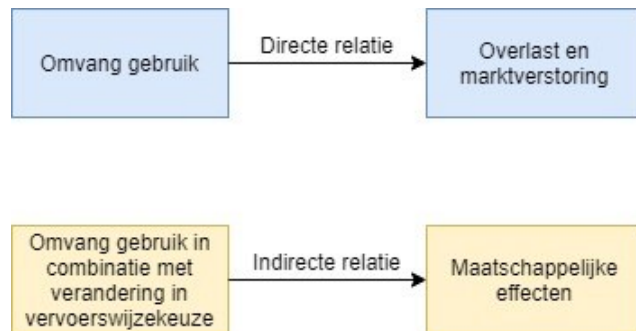 Omvang gebruik
Directe relatie
Overlast en
marktverstoring
Omvang gebruik in
combinatie met
verandering in
vervoerswijzekeuze
Indirecte relatie
Maatschappelijke
effecten